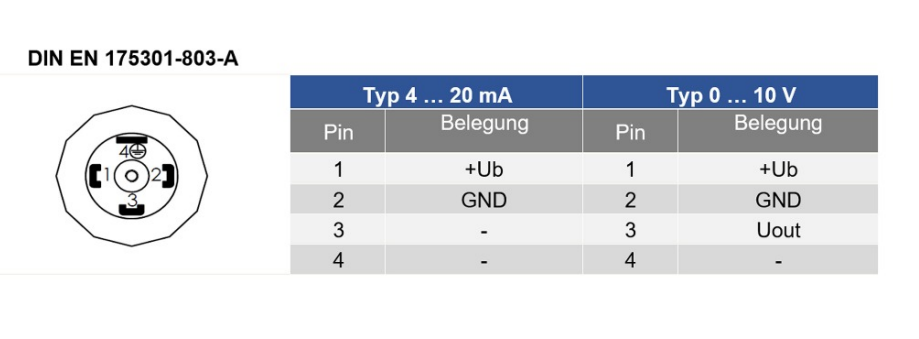 DIN EN 175301-803-A
Typ 4 … 20 mA Typ 0 … 10 V
Pin Belegung Pin Belegung
1 +Ub 1 +Ub
2 GND 2 GND
3 - 3 Uout
4 - 4 -
4
1 2
3